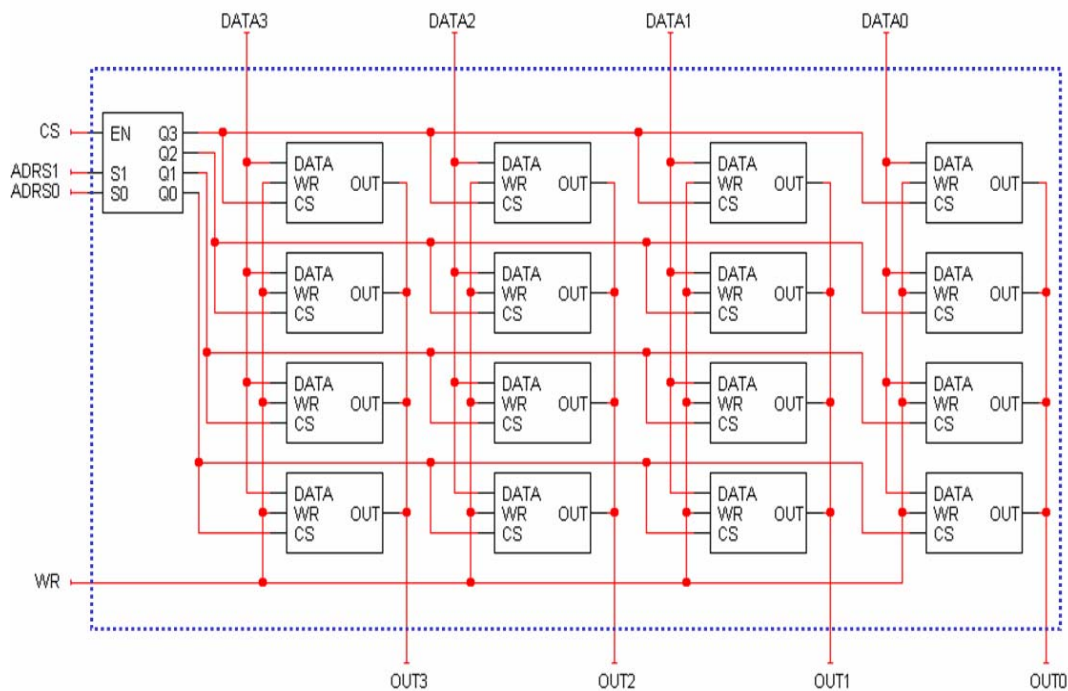 DATA3 DATA2 DATA1 DATA0
CS EN Q3
Q2
ADRS1 S1 Q1
ADRS0 S0 Q0
DATA DATA DATA DATA
WR OUT WR OUT WR OUT WR OUT
CS CS CS CS
DATA DATA DATA DATA
WR OUT WR OUT WR OUT WR OUT
CS CS CS CS
DATA DATA DATA DATA
WR OUT WR OUT WR OUT WR OUT
CS CS CS CS
DATA DATA DATA DATA
WR OUT WR OUT WR OUT WR OUT
CS CS CS CS
WR
OUT3 OUT2 OUT1 OUT0